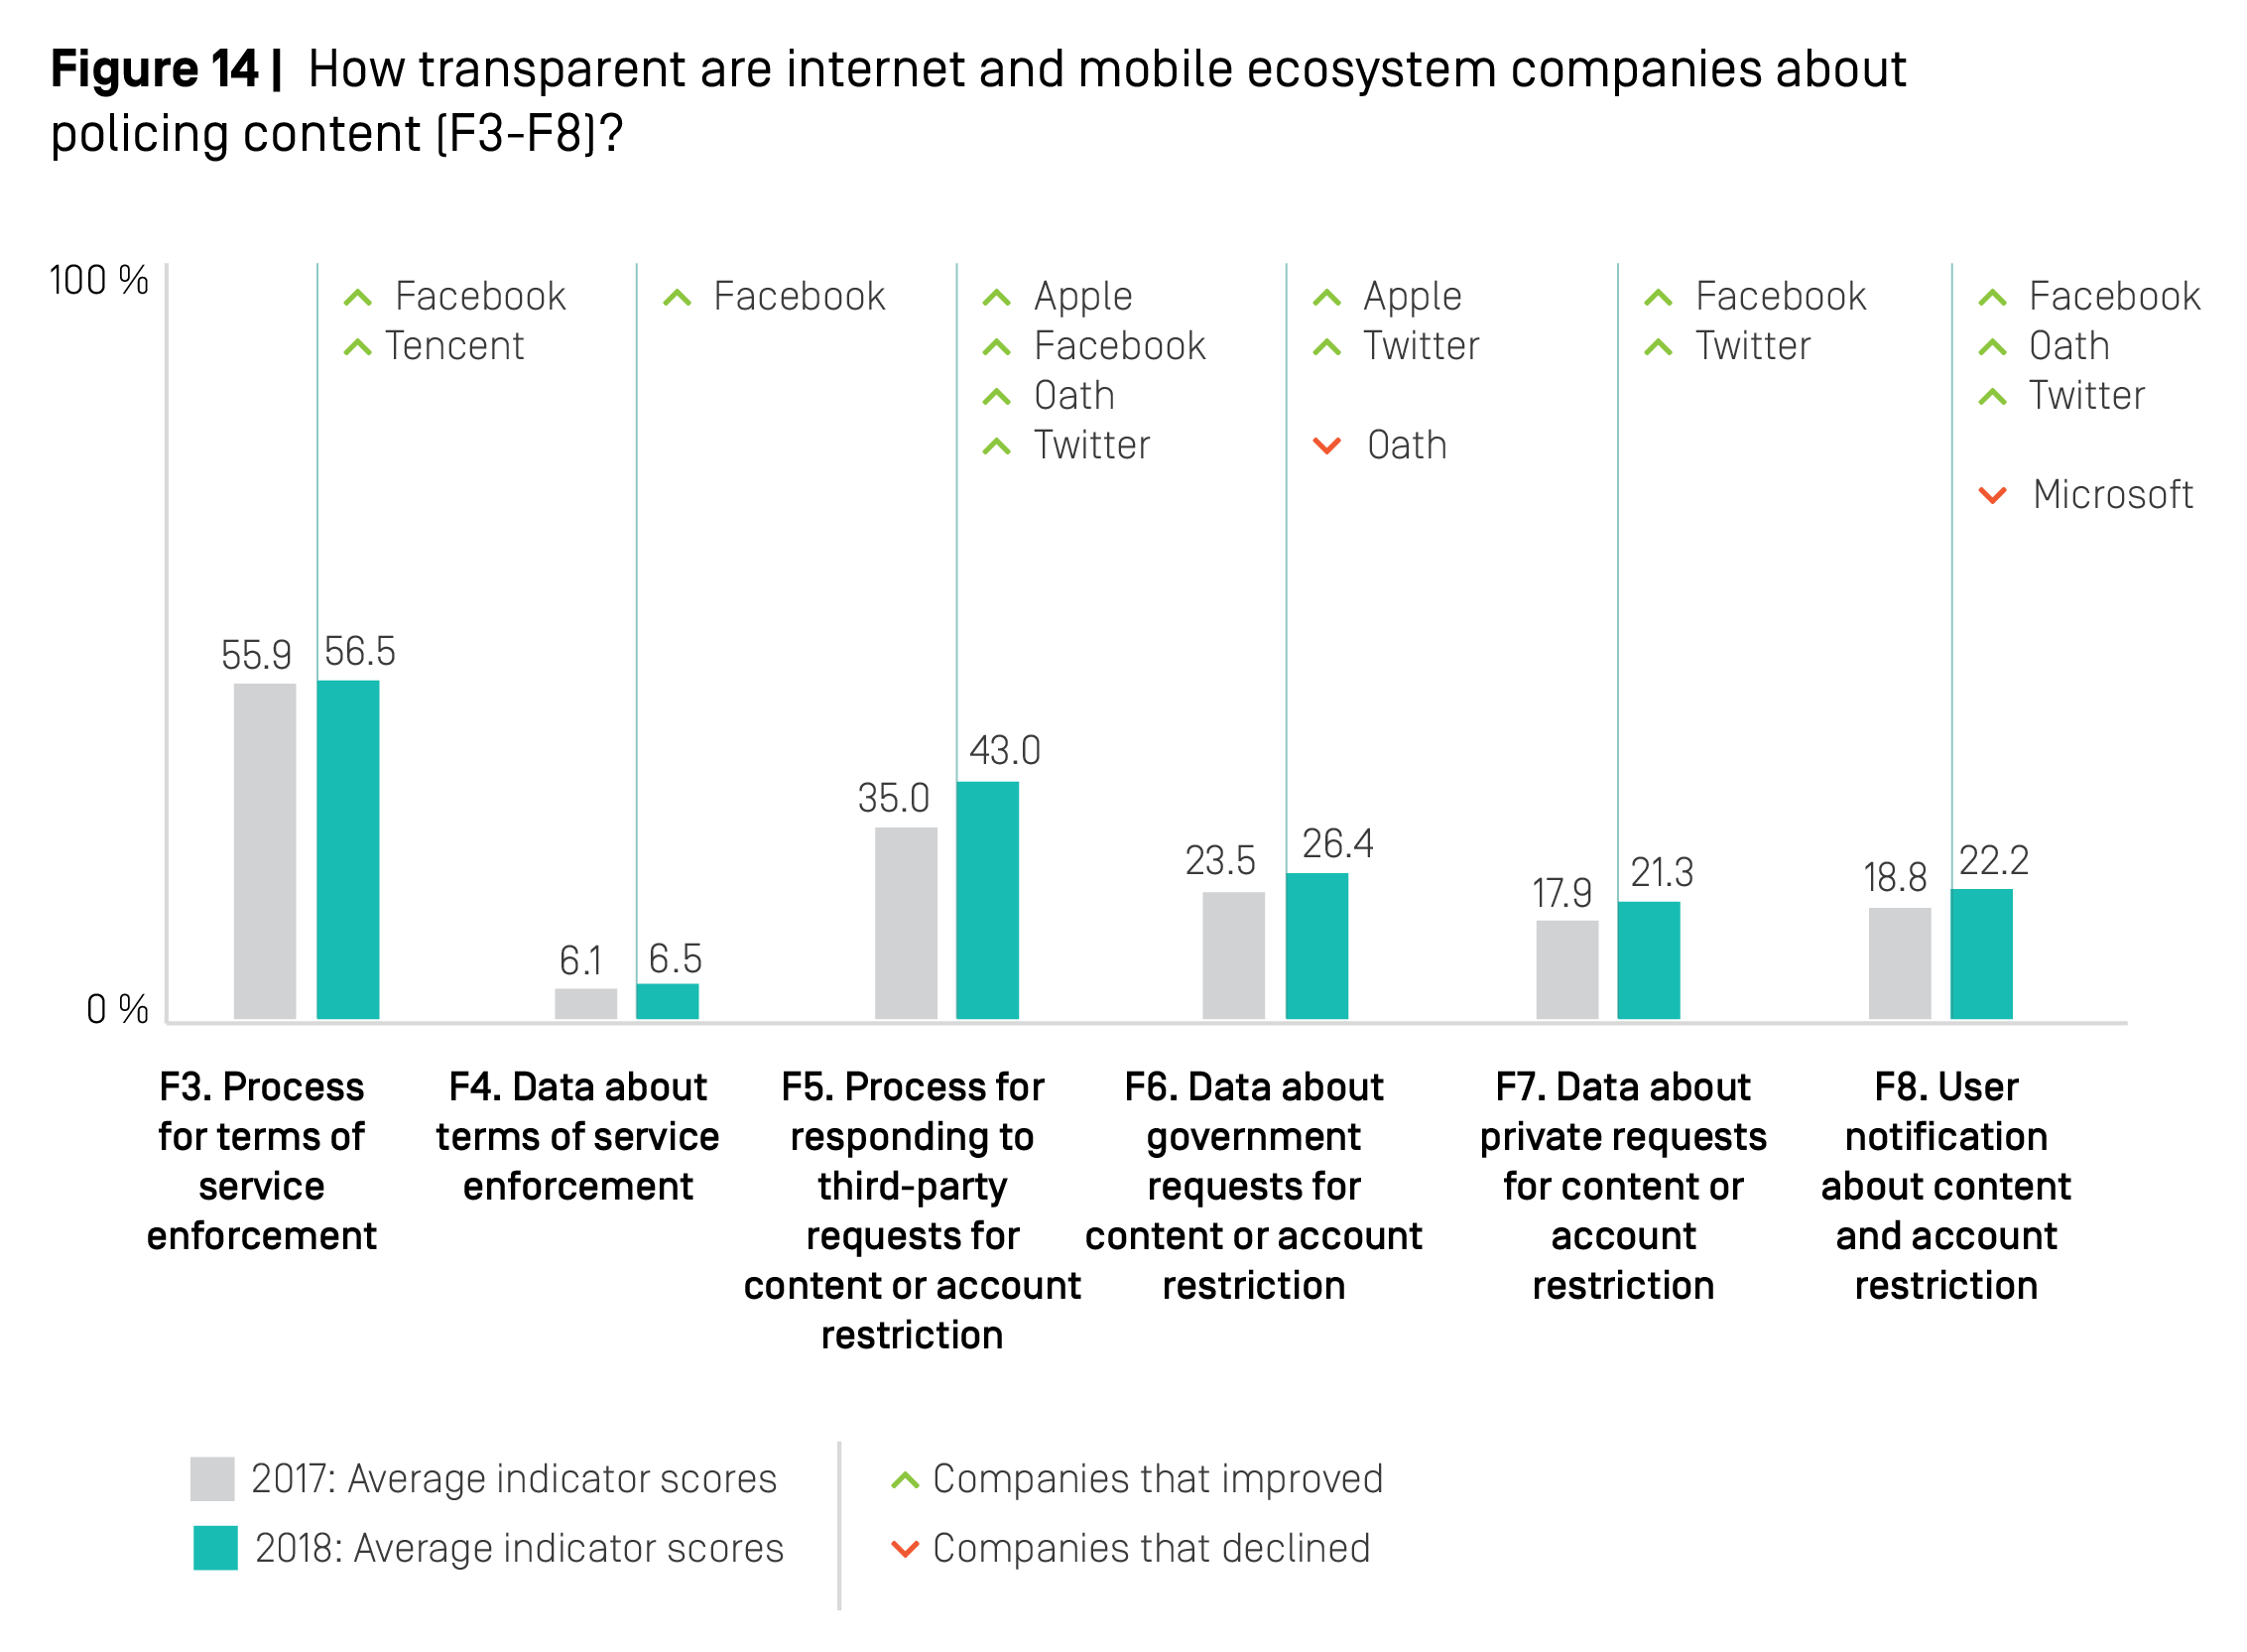 Figure 14 | How transparent are internet and mobile ecosystem companies about
policing content (F3-F8)?
100 %
0 %
Facebook
Tencent
55.9
56.5
Facebook
6.1
6.5
Apple
Facebook
Oath
Twitter
35.0
43.0
Apple
Twitter
Oath
23.5
26.4
Facebook
Twitter
17.9
21.3
Facebook
Oath
Twitter
Microsoft
18.8
22.2
F3. Process
for terms of
service
enforcement
F4. Data about
terms of service
enforcement
F5. Process for
responding to
third-party
requests for
content or account
restriction
F6. Data about
government
requests for
content or account
restriction
F7. Data about
private requests
for content or
account
restriction
F8. User
notification
about content
and account
restriction
2017: Average indicator scores
2018: Average indicator scores
Companies that improved
Companies that declined